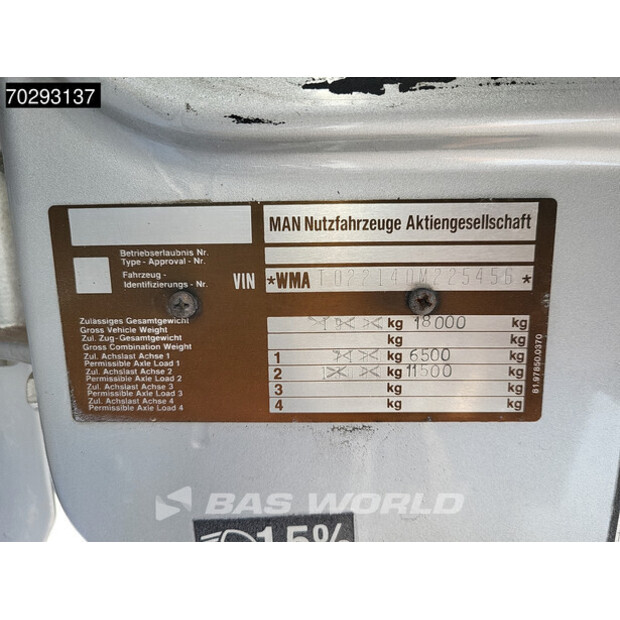 70293137
MAN Nutzfahrzeuge Aktiengesellschaft
Betriebserlaubnis Nr.
Type - Approval - Nr.
Fahrzeug -
Identifizierungs - Nr.
VIN *WMAT022140M225456*
Zulässiges Gesamtgewicht
Gross Vehicle Weight
kg 18000 kg
Zul. Zug - Gesamtgewicht
Gross Combination Weight
kg kg
Zul. Achslast Achse 1
Permissible Axle Load 1
1 kg 6500 kg
Zul. Achslast Achse 2
Permissible Axle Load 2
2 kg 11500 kg
Zul. Achslast Achse 3
Permissible Axle Load 3
3 kg kg
Zul. Achslast Achse 4
Permissible Axle Load 4
4 kg kg
81.97850.0370
BAS WORLD
1.5%